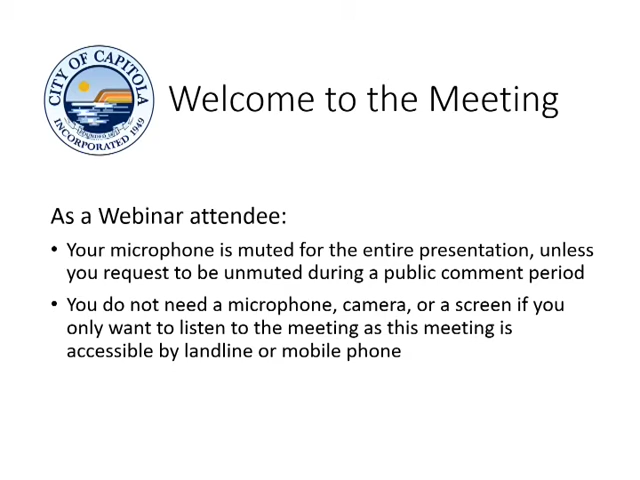 CITY OF CAPITOLA
INCORPORATED 1949
Welcome to the Meeting
As a Webinar attendee:
• Your microphone is muted for the entire presentation, unless
you request to be unmuted during a public comment period
• You do not need a microphone, camera, or a screen if you
only want to listen to the meeting as this meeting is
accessible by landline or mobile phone